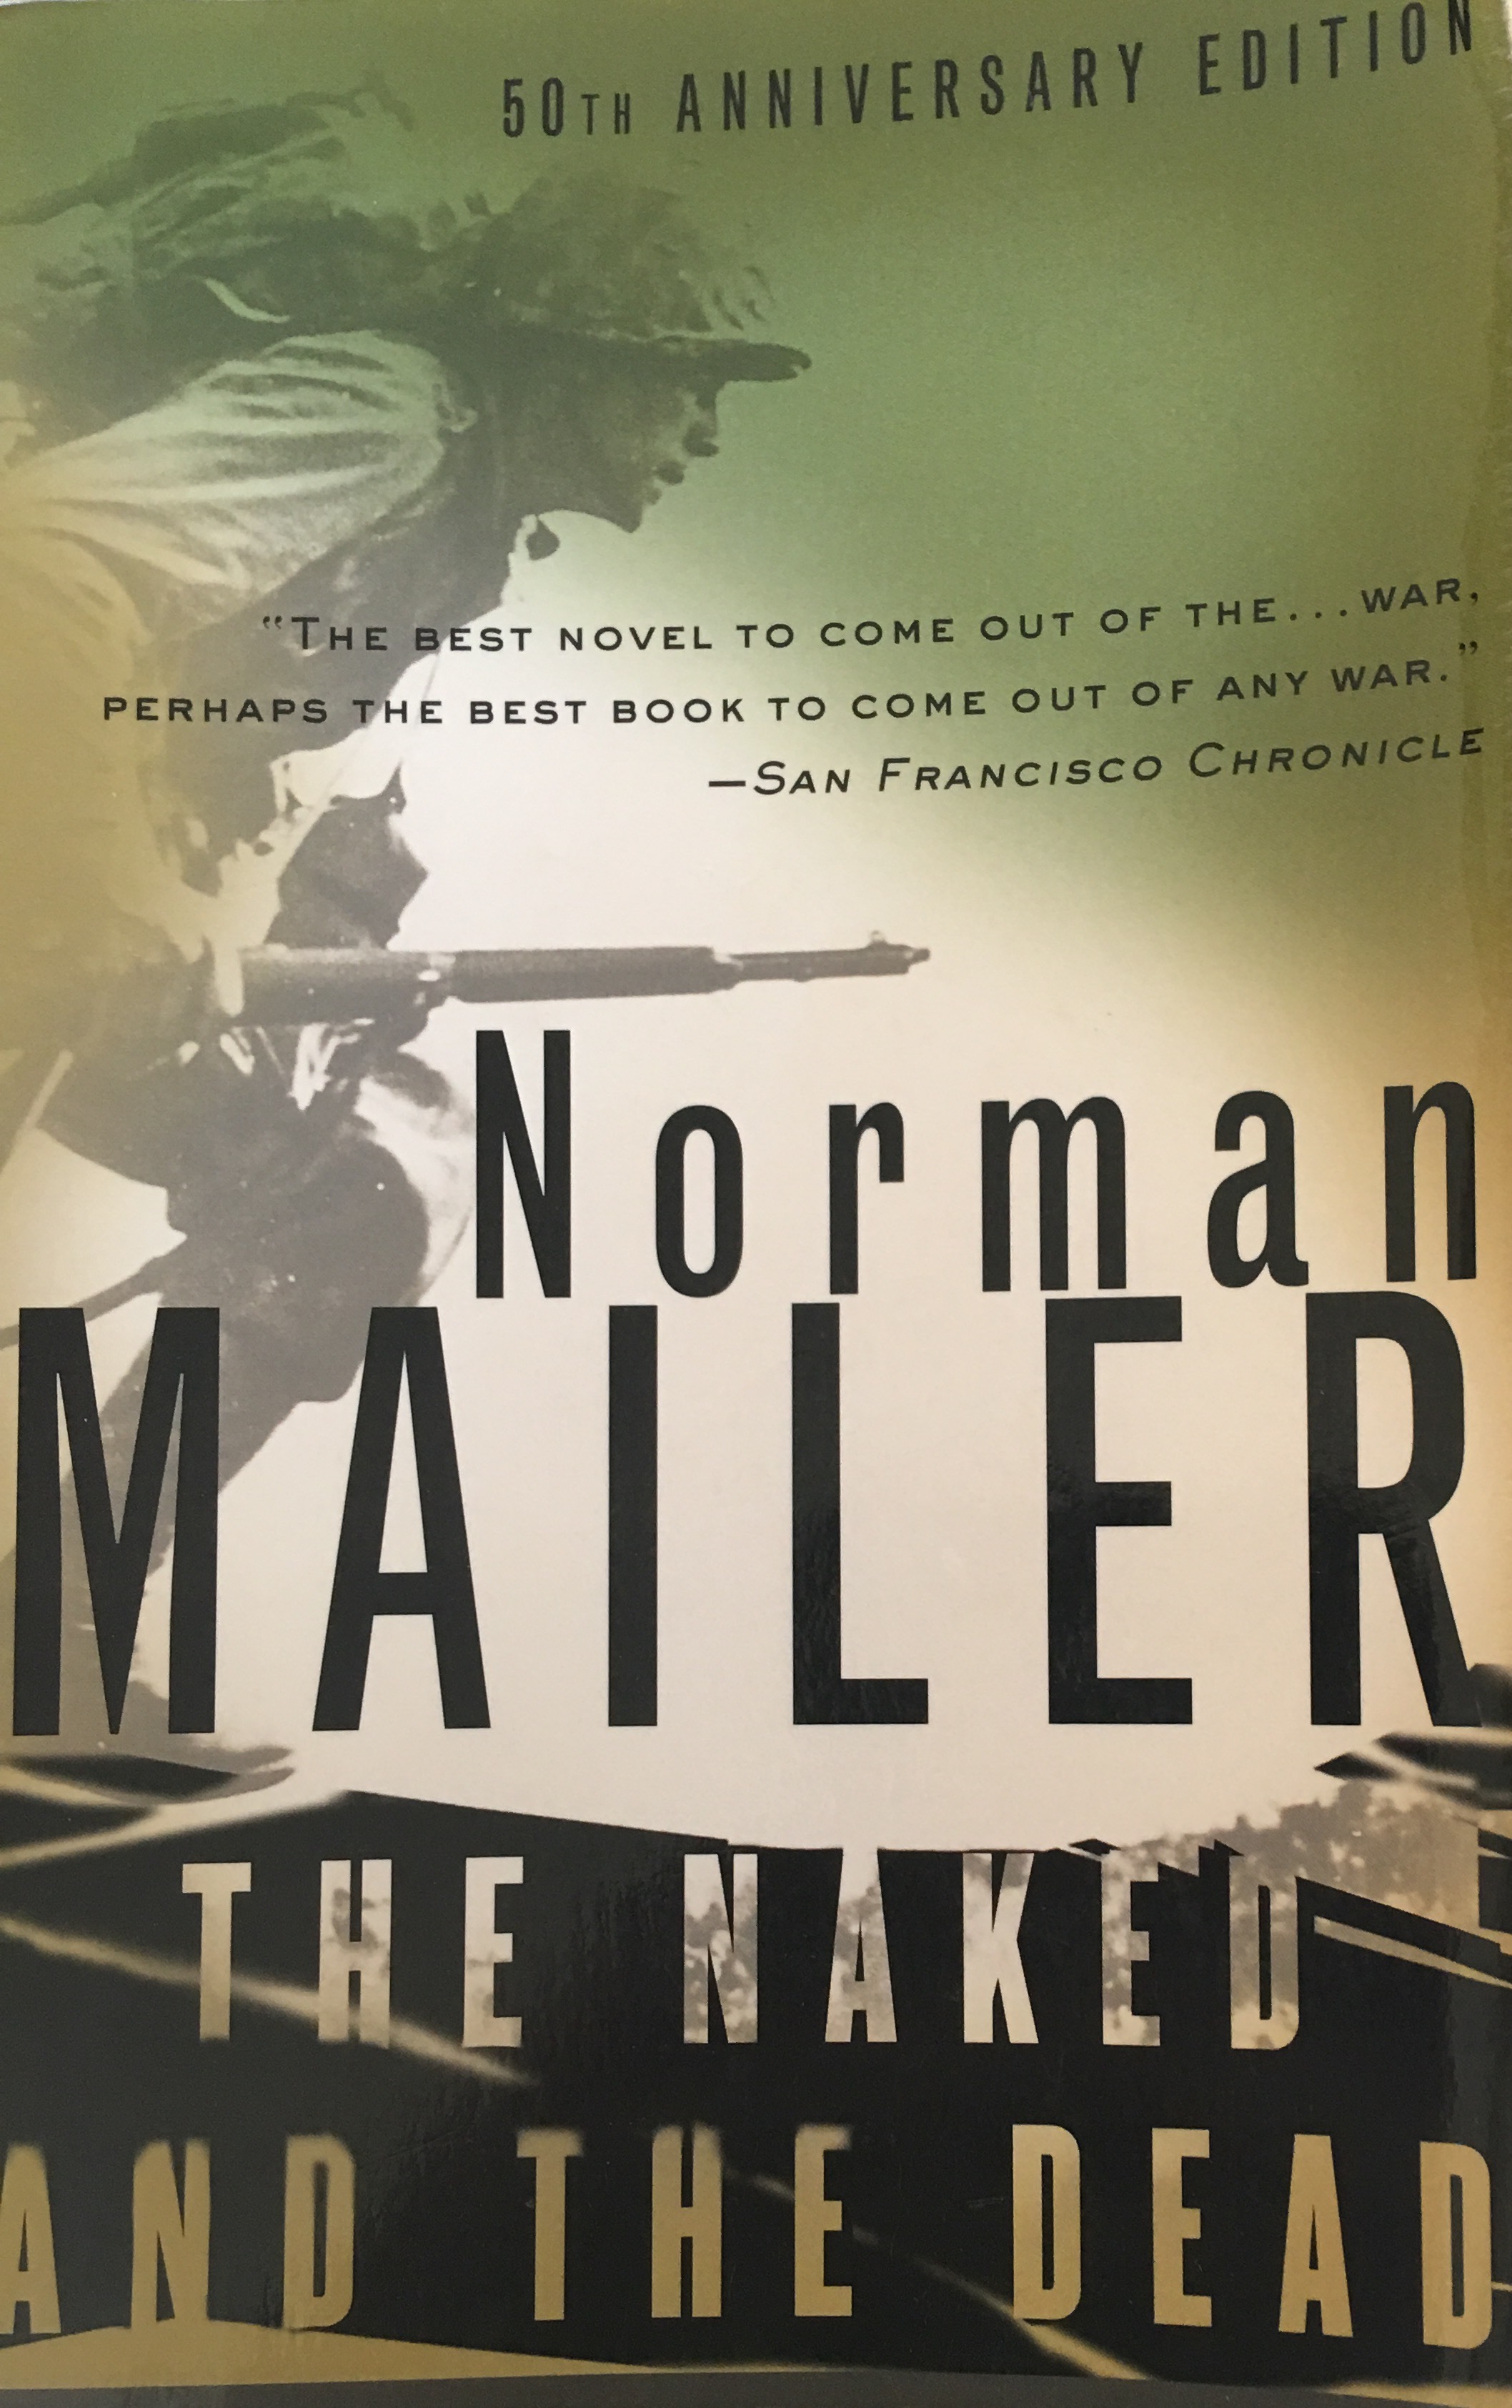 50TH ANNIVERSARY EDITION
“THE BEST NOVEL TO COME OUT OF THE...WAR,
PERHAPS THE BEST BOOK TO COME OUT OF ANY WAR.”
—SAN FRANCISCO CHRONICLE
Norman
MAILER
THE NAKED
AND THE DEAD